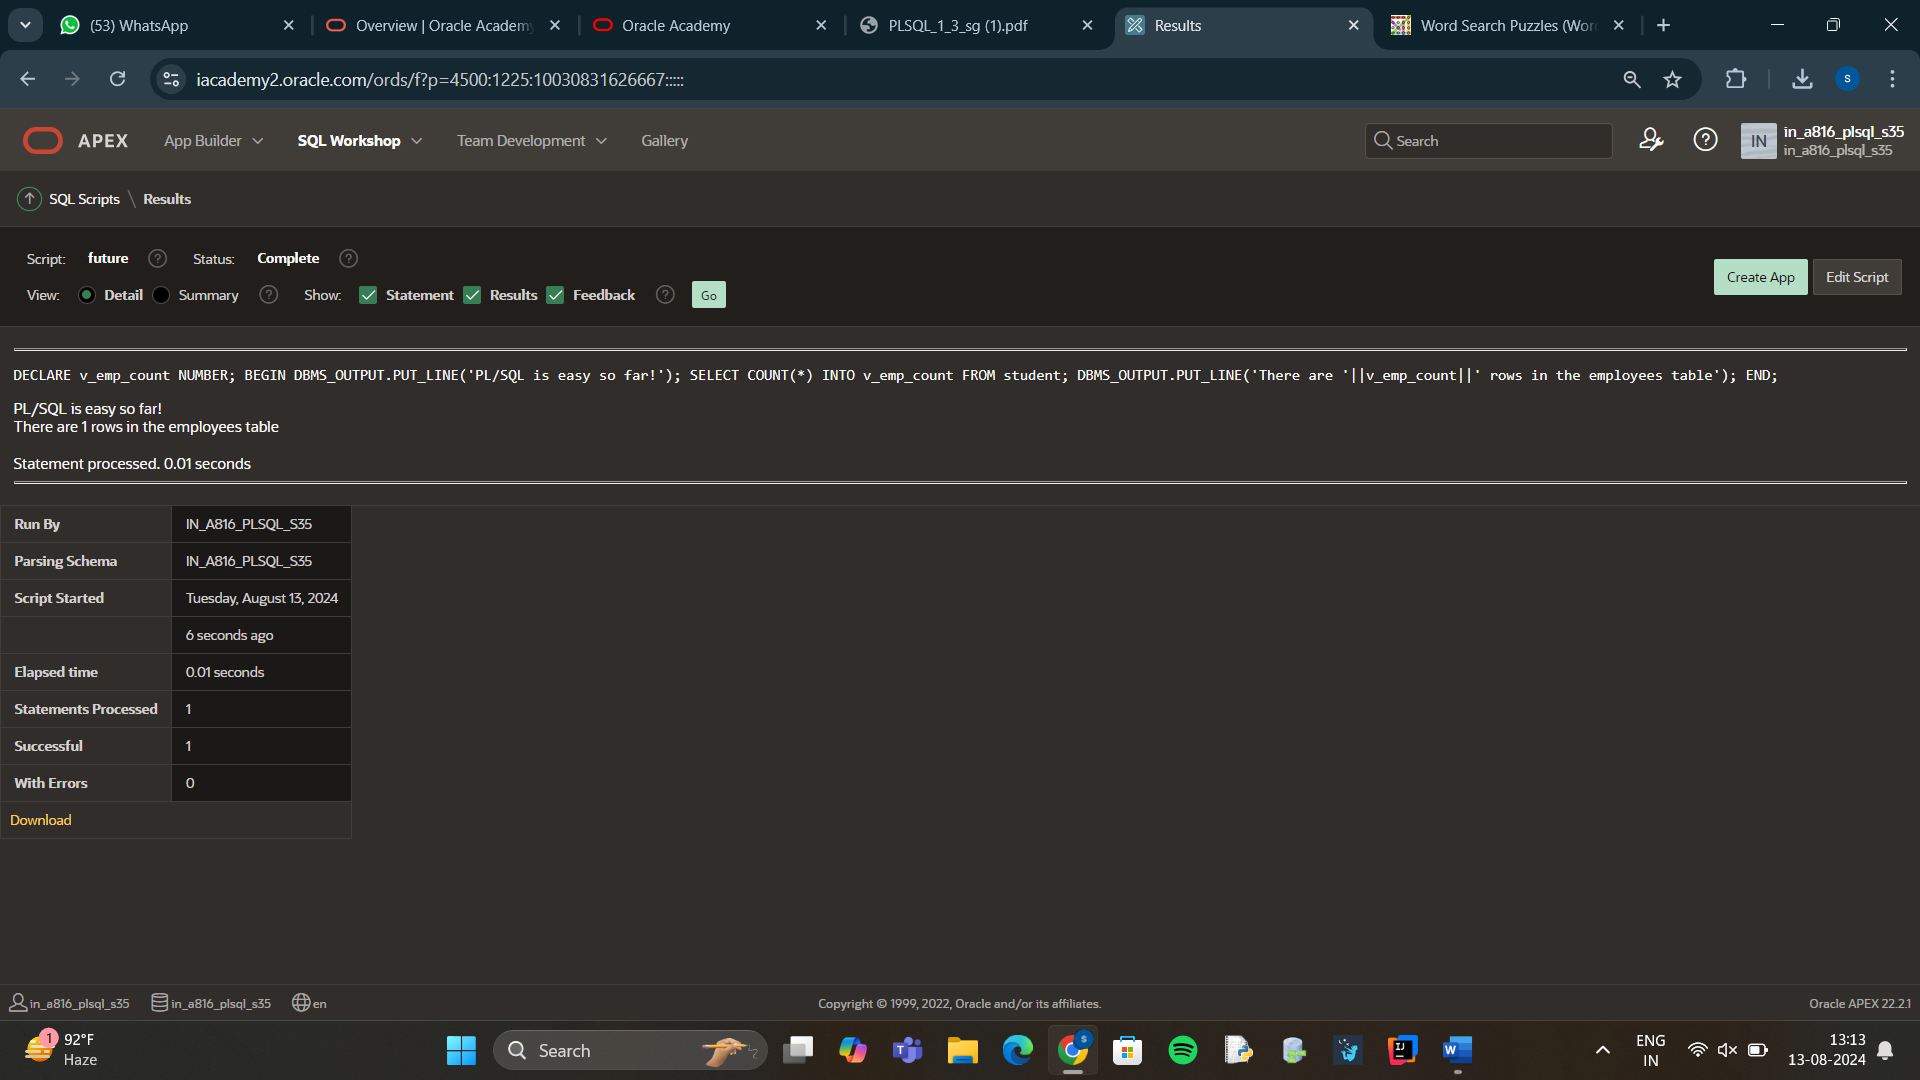 (53) WhatsApp
Overview | Oracle Academy
Oracle Academy
PLSQL_1_3_sg (1).pdf
Results
Word Search Puzzles (Wor
iacademy2.oracle.com/ords/f?p=4500:1225:10030831626667:::::
S
APEX
App Builder
SQL Workshop
Team Development
Gallery
Search
IN
in_a816_plsql_s35
in_a816_plsql_s35
SQL Scripts \ Results
Script: future ? Status: Complete ?
View: Detail Summary ? Show: Statement Results Feedback ? Go
Create App
Edit Script
DECLARE v_emp_count NUMBER; BEGIN DBMS_OUTPUT.PUT_LINE('PL/SQL is easy so far!'); SELECT COUNT(*) INTO v_emp_count FROM student; DBMS_OUTPUT.PUT_LINE('There are '||v_emp_count||' rows in the employees table'); END;
PL/SQL is easy so far!
There are 1 rows in the employees table
Statement processed. 0.01 seconds
Run By IN_A816_PLSQL_S35
Parsing Schema IN_A816_PLSQL_S35
Script Started Tuesday, August 13, 2024
6 seconds ago
Elapsed time 0.01 seconds
Statements Processed 1
Successful 1
With Errors 0
Download
in_a816_plsql_s35 in_a816_plsql_s35 en
Copyright © 1999, 2022, Oracle and/or its affiliates.
Oracle APEX 22.2.1
1
92°F
Haze
Search
ENG
IN
13:13
13-08-2024